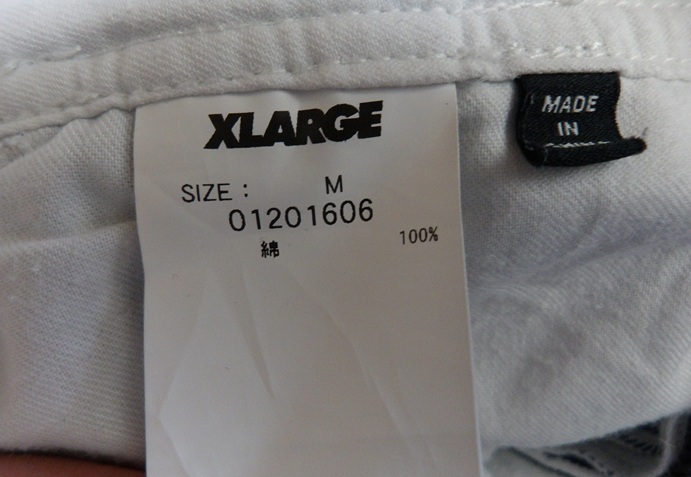 XLARGE
SIZE : M
01201606
綿 100%
MADE
IN